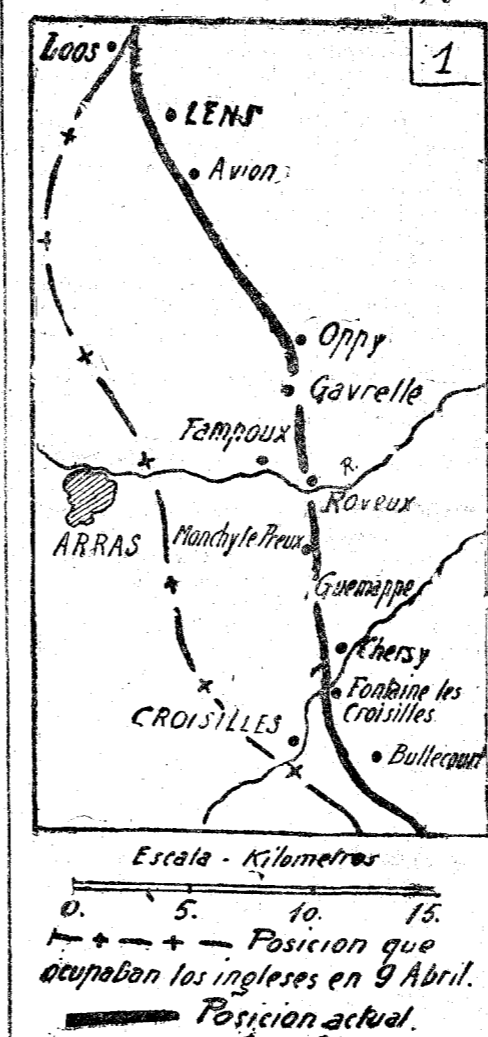 Loos
1
LENS
Avion
Oppy
Gavrelle
Fampoux
R.
Roveux
ARRAS
Monchy le Preux
Guemappe
Chersy
Fontaine les
Croisilles
CROISILLES
Bullecourt
Escala - Kilometros
0. 5. 10. 15.
Posicion que
ocupaban los ingleses en 9 Abril.
Posicion actual.